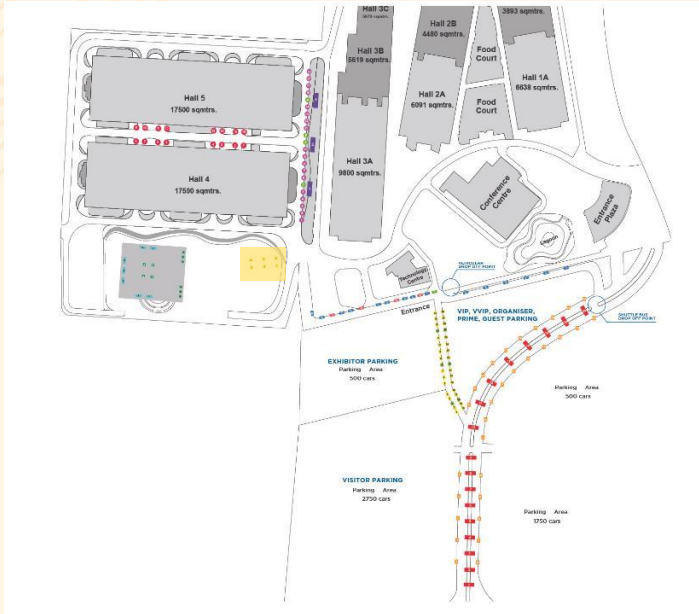 Hall 3C
Hall 3B
5619 sqmtrs.
Hall 2B
4480 sqmtrs.
3893 sqmtrs.
Food
Court
Hall 5
17500 sqmtrs.
Hall 2A
6091 sqmtrs.
Hall 1A
6638 sqmtrs.
Food
Court
Hall 3A
9800 sqmtrs.
Hall 4
17500 sqmtrs.
Conference
Centre
Entrance
Plaza
Lagoon
Technology
Centre
DROP OFF POINT
Entrance
VIP, VVIP, ORGANISER,
PRIME, GUEST PARKING
SHUTTLE BUS
DROP OFF POINT
EXHIBITOR PARKING
Parking Area
500 cars
Parking Area
500 cars
VISITOR PARKING
Parking Area
2750 cars
Parking Area
1750 cars